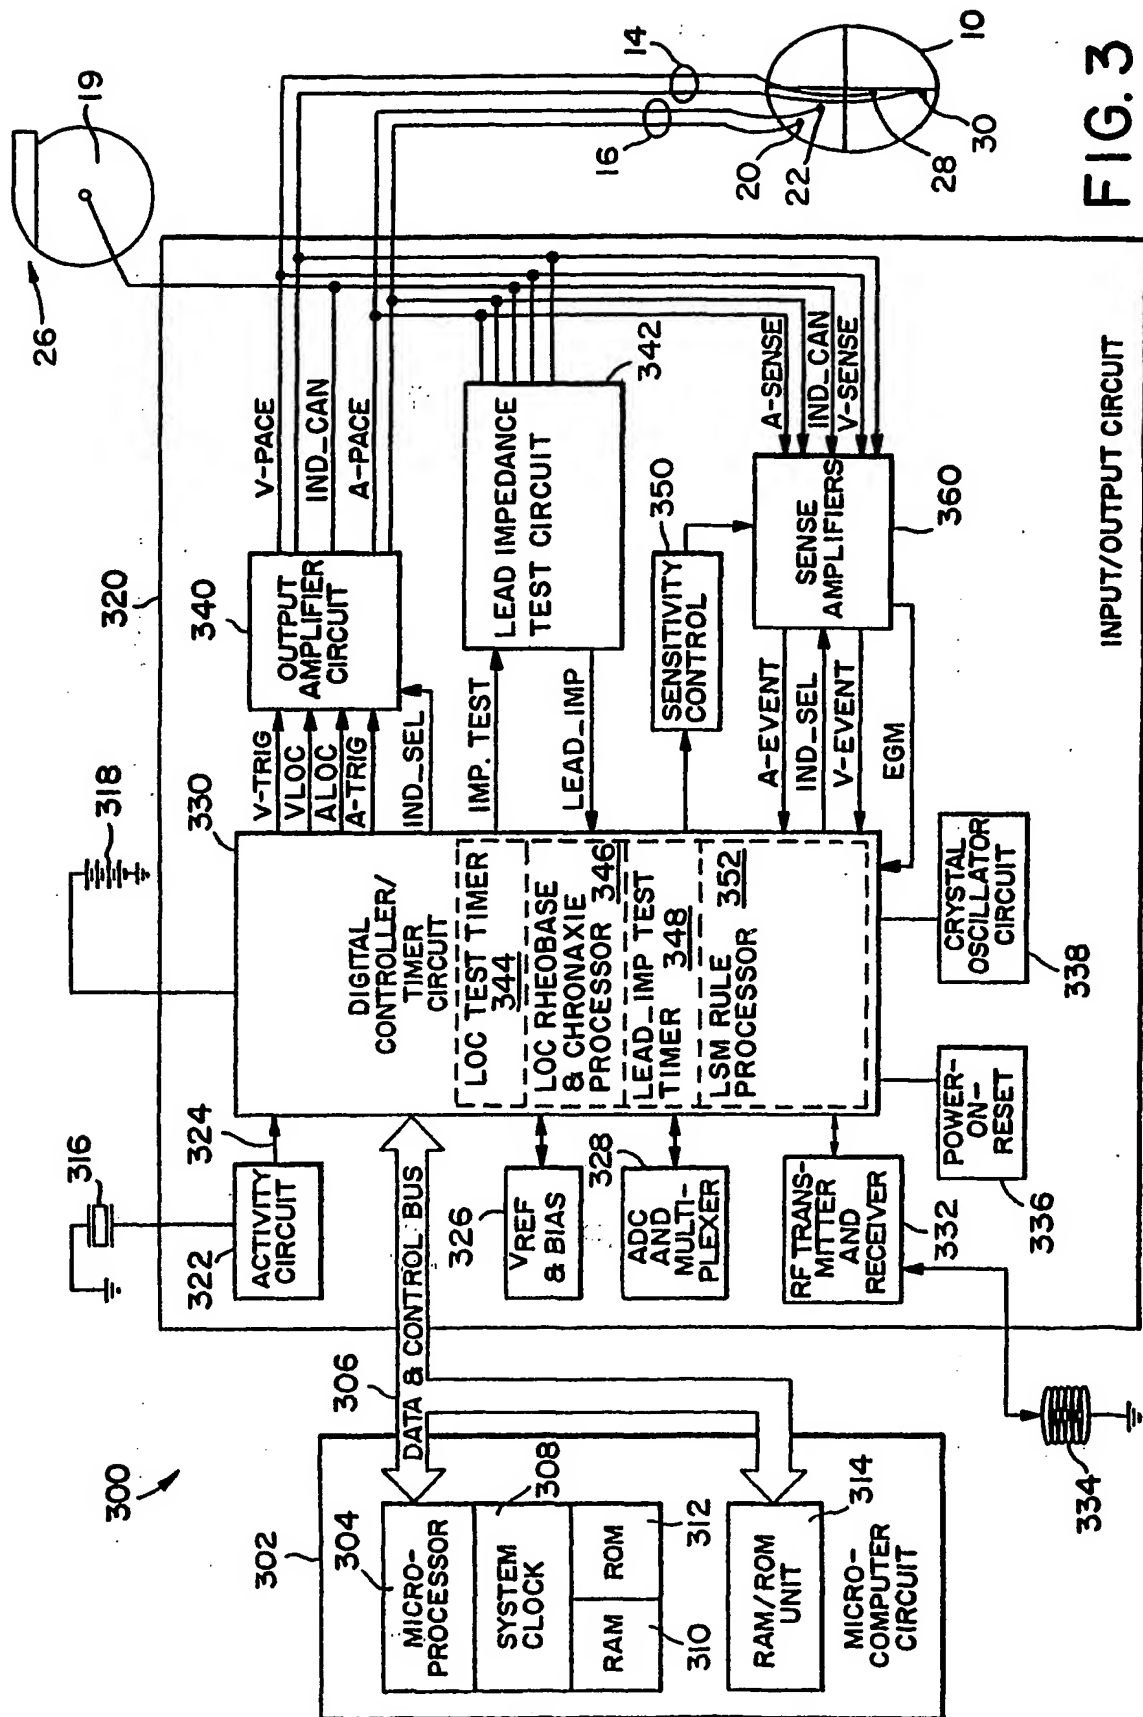 300
302
304
MICRO-
PROCESSOR
308
SYSTEM
CLOCK
RAM
ROM
310
312
RAM/ROM
UNIT
314
MICRO-
COMPUTER
CIRCUIT
306
DATA & CONTROL BUS
316
322
324
ACTIVITY
CIRCUIT
326
VREF
& BIAS
328
ADC
AND
MULTI-
PLEXER
RF TRANS-
MITTER
AND
RECEIVER
332
334
POWER-
ON-
RESET
336
CRYSTAL
OSCILLATOR
CIRCUIT
338
318
330
DIGITAL
CONTROLLER/
TIMER
CIRCUIT
LOC TEST TIMER
344
LOC RHEOBASE
& CHRONAXIE
PROCESSOR 346
LEAD_IMP TEST
TIMER 348
LSM RULE 352
PROCESSOR
V-TRIG
VLOC
ALOC
A-TRIG
IND_SEL
IMP. TEST
LEAD_IMP
A-EVENT
IND_SEL
V-EVENT
EGM
320
340
OUTPUT
AMPLIFIER
CIRCUIT
LEAD IMPEDANCE
TEST CIRCUIT
342
SENSITIVITY
CONTROL
350
SENSE
AMPLIFIERS
360
V-PACE
IND_CAN
A-PACE
A-SENSE
IND_CAN
V-SENSE
INPUT/OUTPUT CIRCUIT
26
19
14
16
20
22
28
30
10
FIG. 3